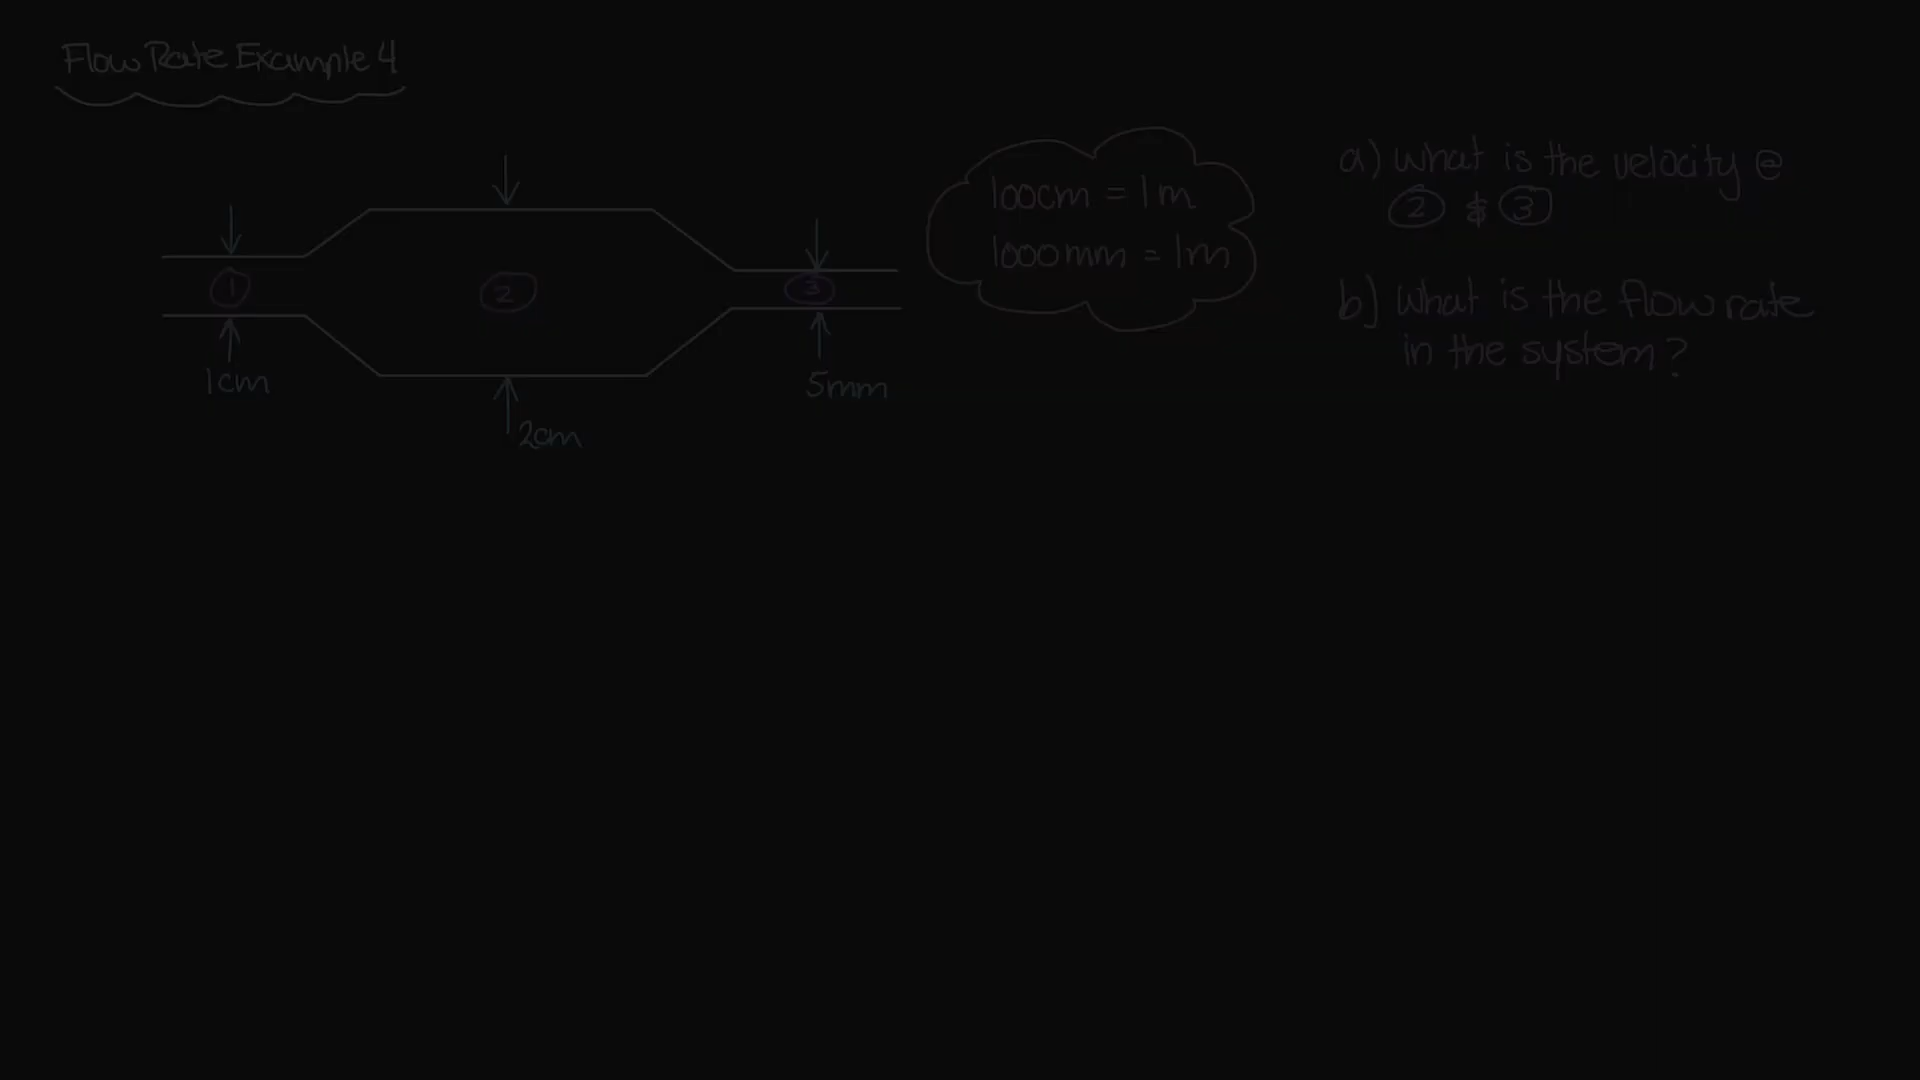 Flow Rate Example 4
100cm = 1m
1000mm = 1m
a) what is the velocity @
2 & 3
b) what is the flow rate
in the system?
1
2
3
1cm
5mm
2cm